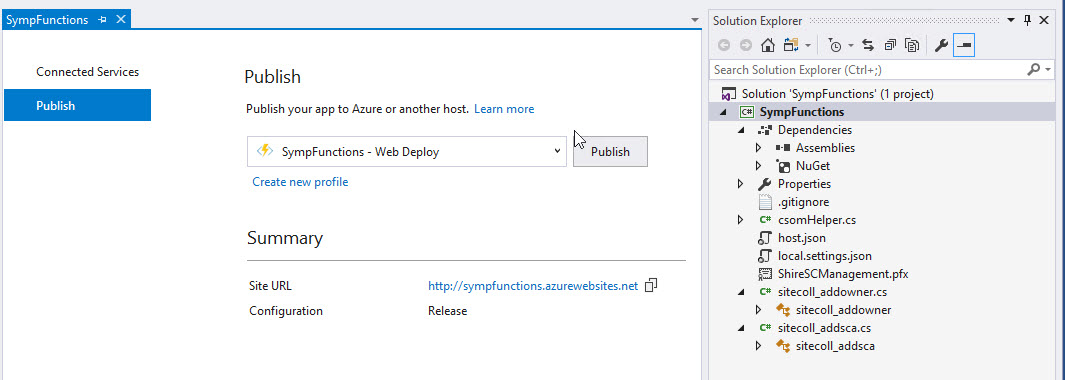 SympFunctions
Connected Services
Publish
Publish
Publish your app to Azure or another host. Learn more
SympFunctions - Web Deploy
Publish
Create new profile
Summary
Site URL http://sympfunctions.azurewebsites.net
Configuration Release
Solution Explorer
Search Solution Explorer (Ctrl+;)
Solution 'SympFunctions' (1 project)
C# SympFunctions
Dependencies
Assemblies
NuGet
Properties
.gitignore
C# csomHelper.cs
host.json
local.settings.json
ShireSCManagement.pfx
C# sitecoll_addowner.cs
sitecoll_addowner
C# sitecoll_addsca.cs
sitecoll_addsca